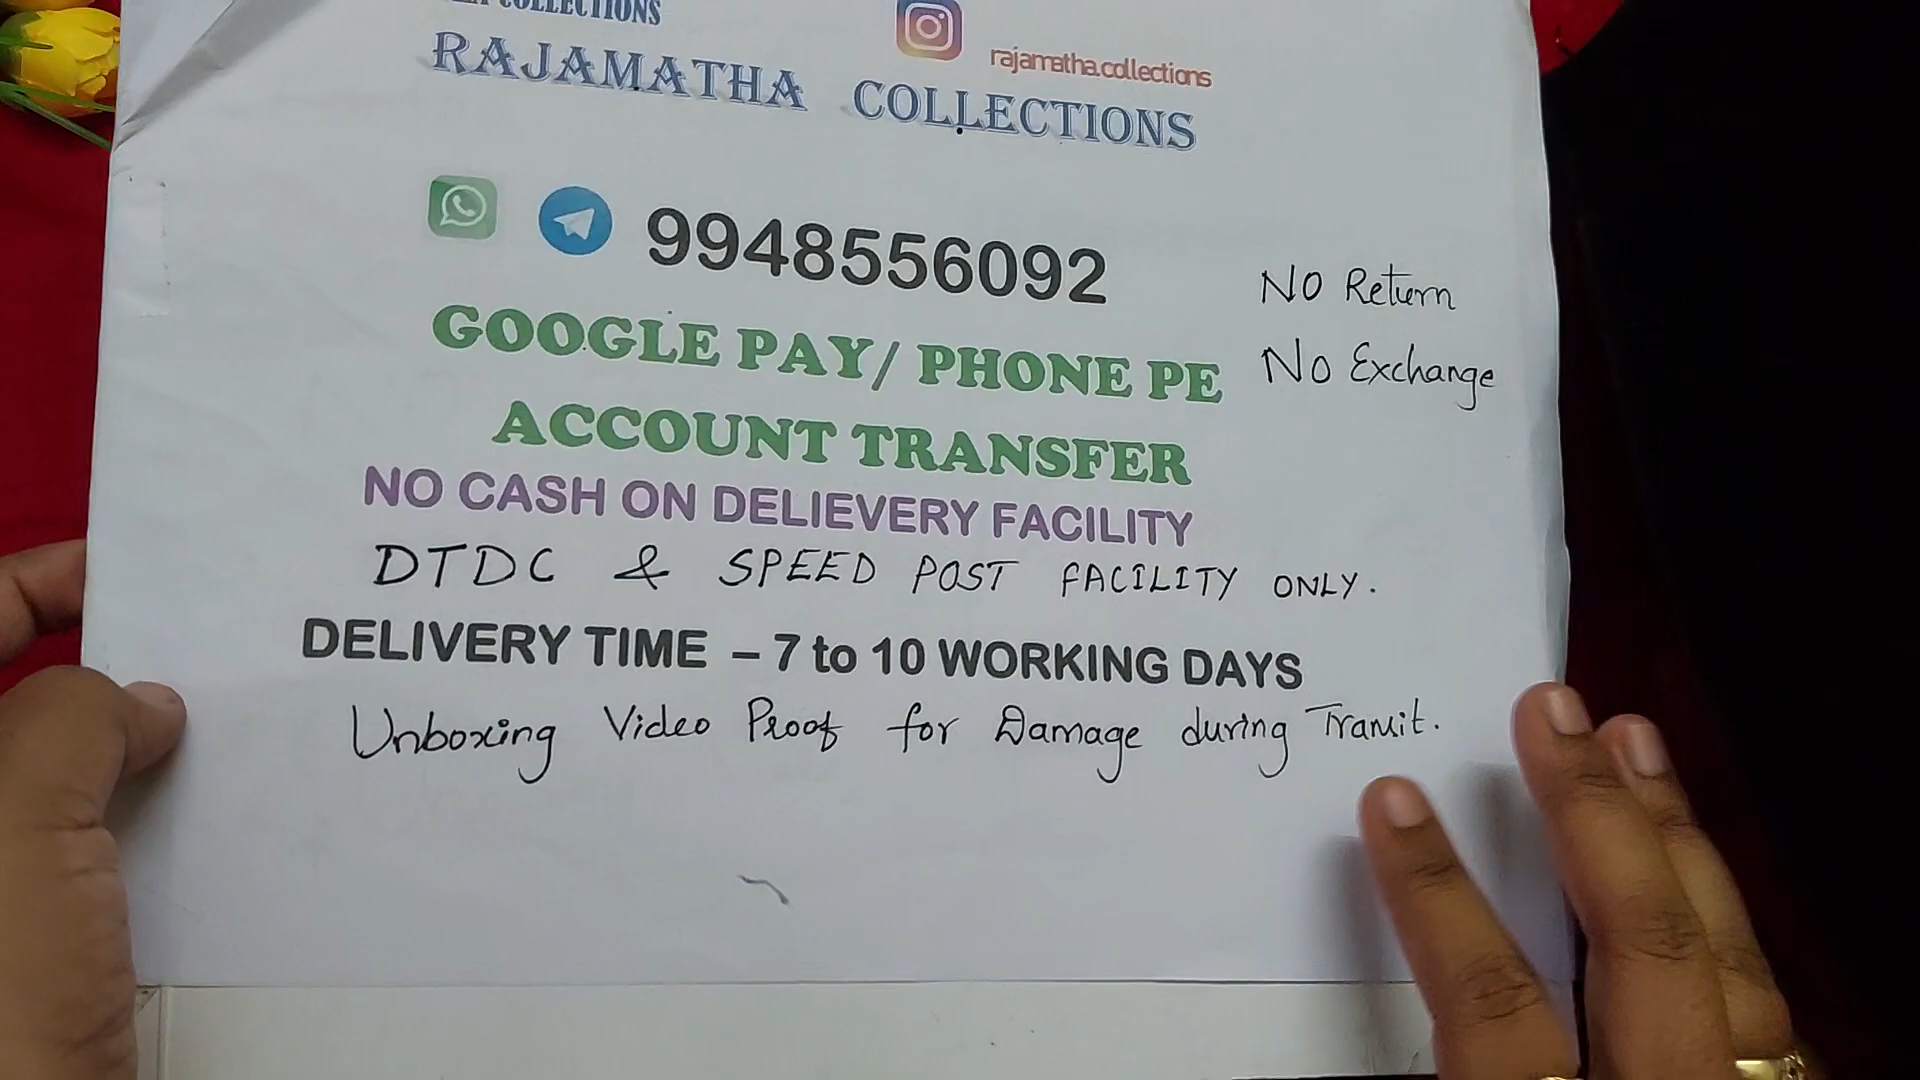 COLLECTIONS
rajamatha.collections
RAJAMATHA COLLECTIONS
9948556092
NO Return
GOOGLE PAY/ PHONE PE
No Exchange
ACCOUNT TRANSFER
NO CASH ON DELIEVERY FACILITY
DTDC & SPEED POST FACILITY ONLY.
DELIVERY TIME – 7 to 10 WORKING DAYS
Unboxing Video Proof for Damage during Transit.